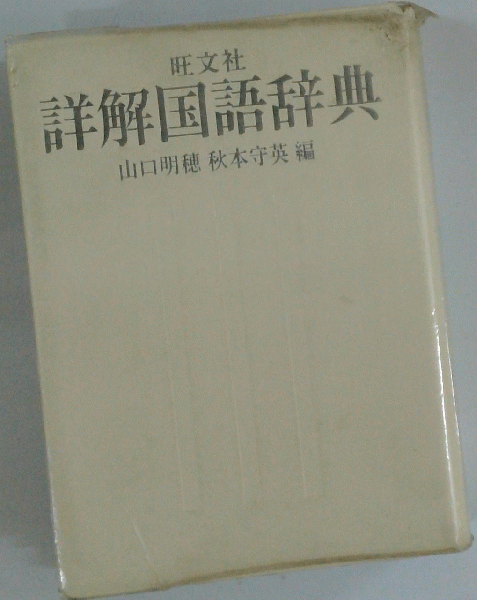 旺文社
詳解国語辞典
山口明穂 秋本守英 編